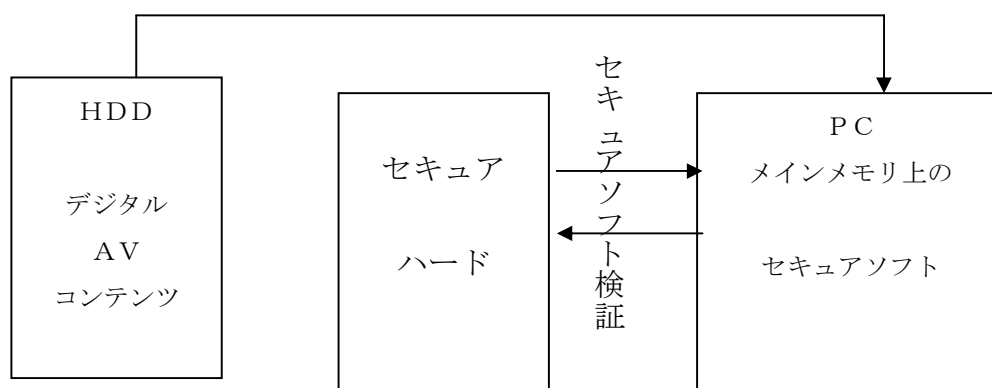 HDD
デジタル
AV
コンテンツ
セキュア
ハード
セキュアソフト検証
PC
メインメモリ上の
セキュアソフト